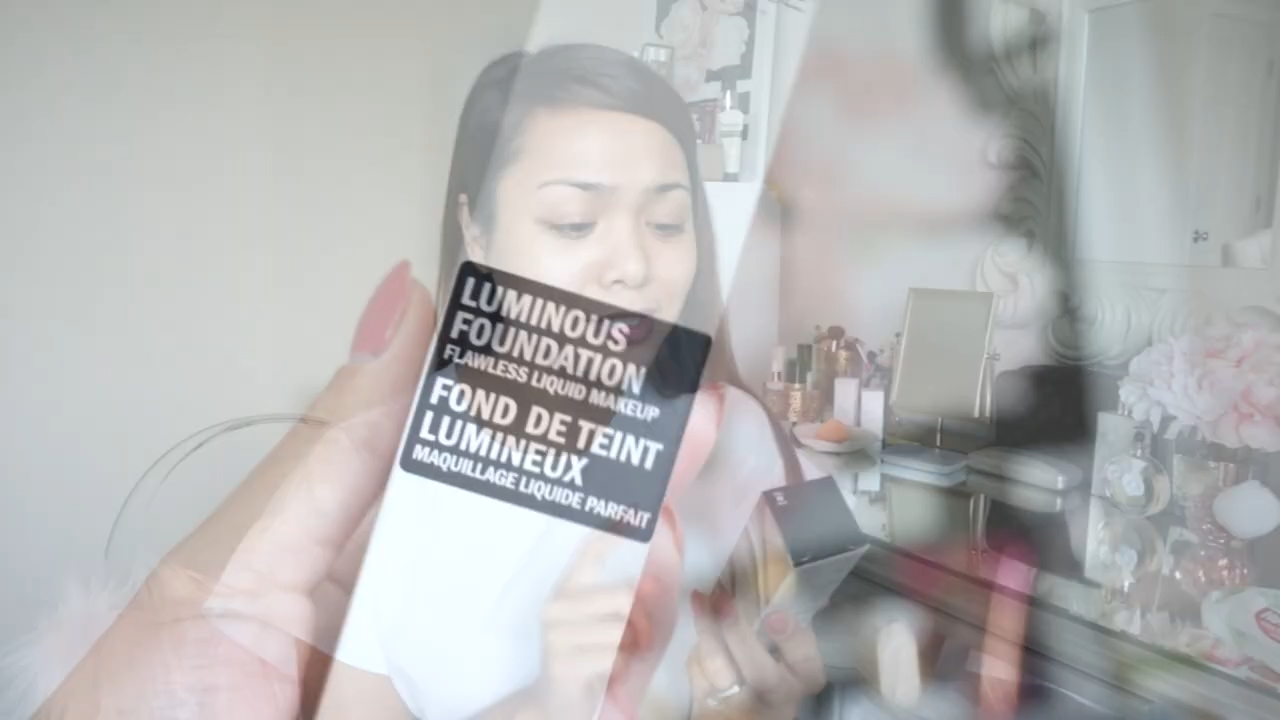 LUMINOUS
FOUNDATION
FLAWLESS LIQUID MAKEUP
FOND DE TEINT
LUMINEUX
MAQUILLAGE LIQUIDE PARFAIT